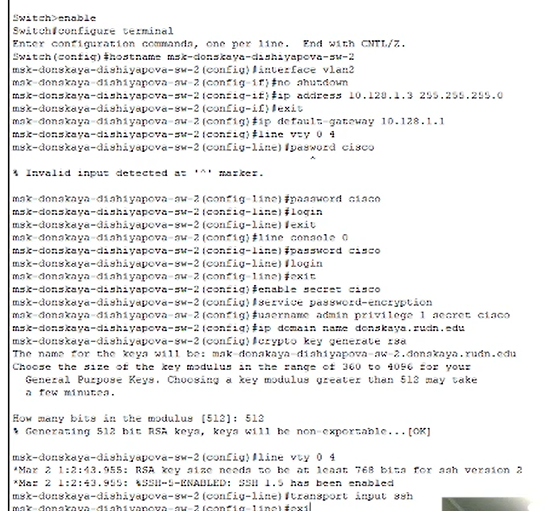 Switch>enable
Switch#configure terminal
Enter configuration commands, one per line.  End with CNTL/Z.
Switch(config)#hostname msk-donskaya-dishiyapova-sw-2
msk-donskaya-dishiyapova-sw-2(config)#interface vlan2
msk-donskaya-dishiyapova-sw-2(config-if)#no shutdown
msk-donskaya-dishiyapova-sw-2(config-if)#ip address 10.128.1.3 255.255.255.0
msk-donskaya-dishiyapova-sw-2(config-if)#exit
msk-donskaya-dishiyapova-sw-2(config)#ip default-gateway 10.128.1.1
msk-donskaya-dishiyapova-sw-2(config)#line vty 0 4
msk-donskaya-dishiyapova-sw-2(config-line)#pasword cisco
^
% Invalid input detected at '^' marker.
msk-donskaya-dishiyapova-sw-2(config-line)#password cisco
msk-donskaya-dishiyapova-sw-2(config-line)#login
msk-donskaya-dishiyapova-sw-2(config-line)#exit
msk-donskaya-dishiyapova-sw-2(config)#line console 0
msk-donskaya-dishiyapova-sw-2(config-line)#password cisco
msk-donskaya-dishiyapova-sw-2(config-line)#login
msk-donskaya-dishiyapova-sw-2(config-line)#exit
msk-donskaya-dishiyapova-sw-2(config)#enable secret cisco
msk-donskaya-dishiyapova-sw-2(config)#service password-encryption
msk-donskaya-dishiyapova-sw-2(config)#username admin privilege 1 secret cisco
msk-donskaya-dishiyapova-sw-2(config)#ip domain name donskaya.rudn.edu
msk-donskaya-dishiyapova-sw-2(config)#crypto key generate rsa
The name for the keys will be: msk-donskaya-dishiyapova-sw-2.donskaya.rudn.edu
Choose the size of the key modulus in the range of 360 to 4096 for your
General Purpose Keys. Choosing a key modulus greater than 512 may take
a few minutes.
How many bits in the modulus [512]: 512
% Generating 512 bit RSA keys, keys will be non-exportable...[OK]
msk-donskaya-dishiyapova-sw-2(config)#line vty 0 4
*Mar 2 1:2:43.955: RSA key size needs to be at least 768 bits for ssh version 2
*Mar 2 1:2:43.955: %SSH-5-ENABLED: SSH 1.5 has been enabled
msk-donskaya-dishiyapova-sw-2(config-line)#transport input ssh
msk-donskaya-dishiyapova-sw-2(config-line)#exi